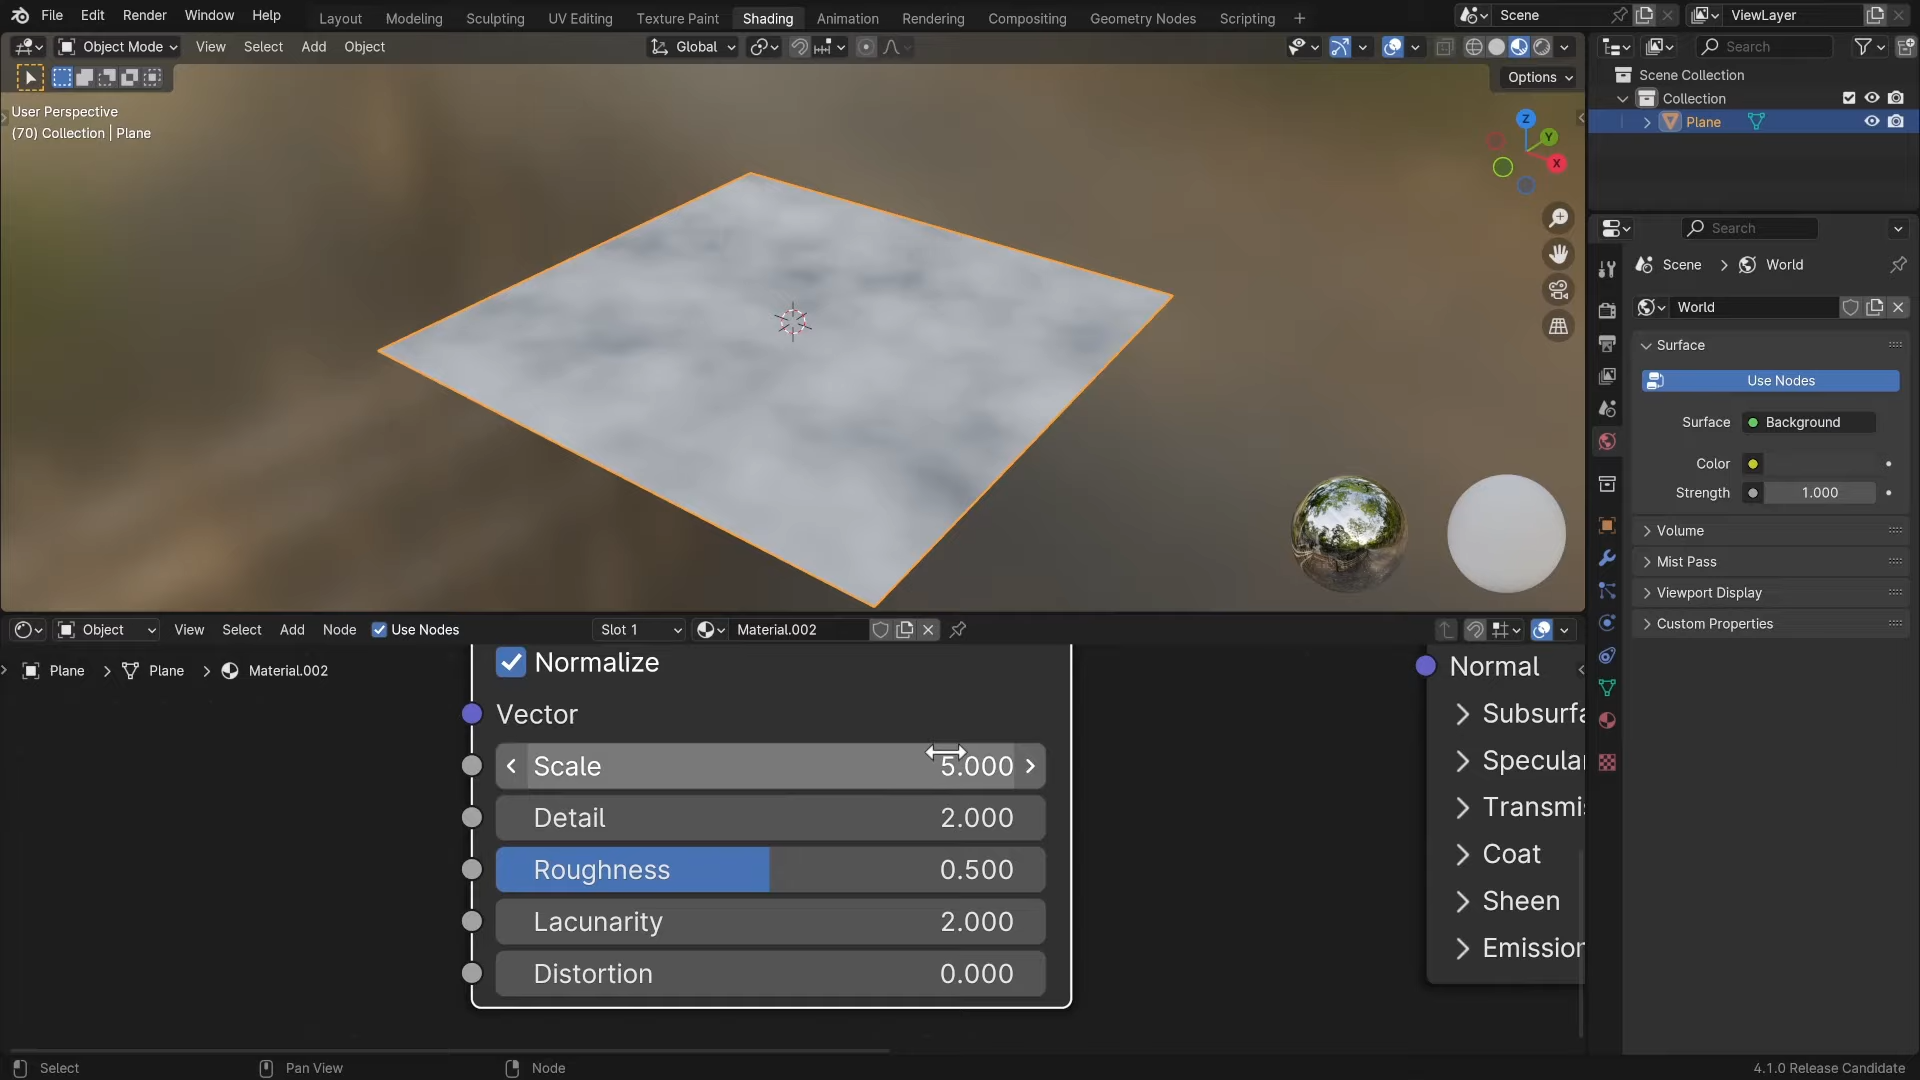 File Edit Render Window Help Layout Modeling Sculpting UV Editing Texture Paint Shading Animation Rendering Compositing Geometry Nodes Scripting + Scene ViewLayer
Object Mode View Select Add Object Global Search
Options
User Perspective
(70) Collection | Plane
Z
Y
X
Scene Collection
Collection
Plane
Search
Scene > World
World
Surface
Use Nodes
Surface Background
Color
Strength 1.000
Volume
Mist Pass
Viewport Display
Custom Properties
Object View Select Add Node Use Nodes Slot 1 Material.002
Plane > Plane > Material.002
Normalize
Vector
Scale 5.000
Detail 2.000
Roughness 0.500
Lacunarity 2.000
Distortion 0.000
Normal
Subsurfa
Specular
Transmis
Coat
Sheen
Emission
Select Pan View Node 4.1.0 Release Candidate